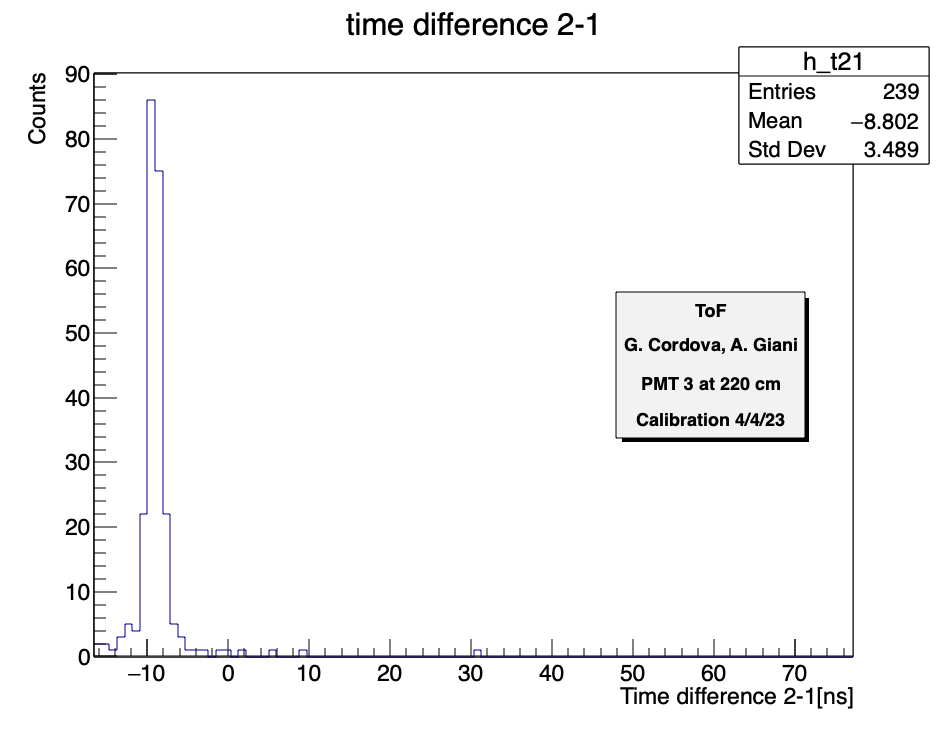 time difference 2-1
h_t21
Entries 239
Mean −8.802
Std Dev 3.489
Counts
90
80
70
60
50
40
30
20
10
0
ToF
G. Cordova, A. Giani
PMT 3 at 220 cm
Calibration 4/4/23
−10 0 10 20 30 40 50 60 70
Time difference 2-1[ns]